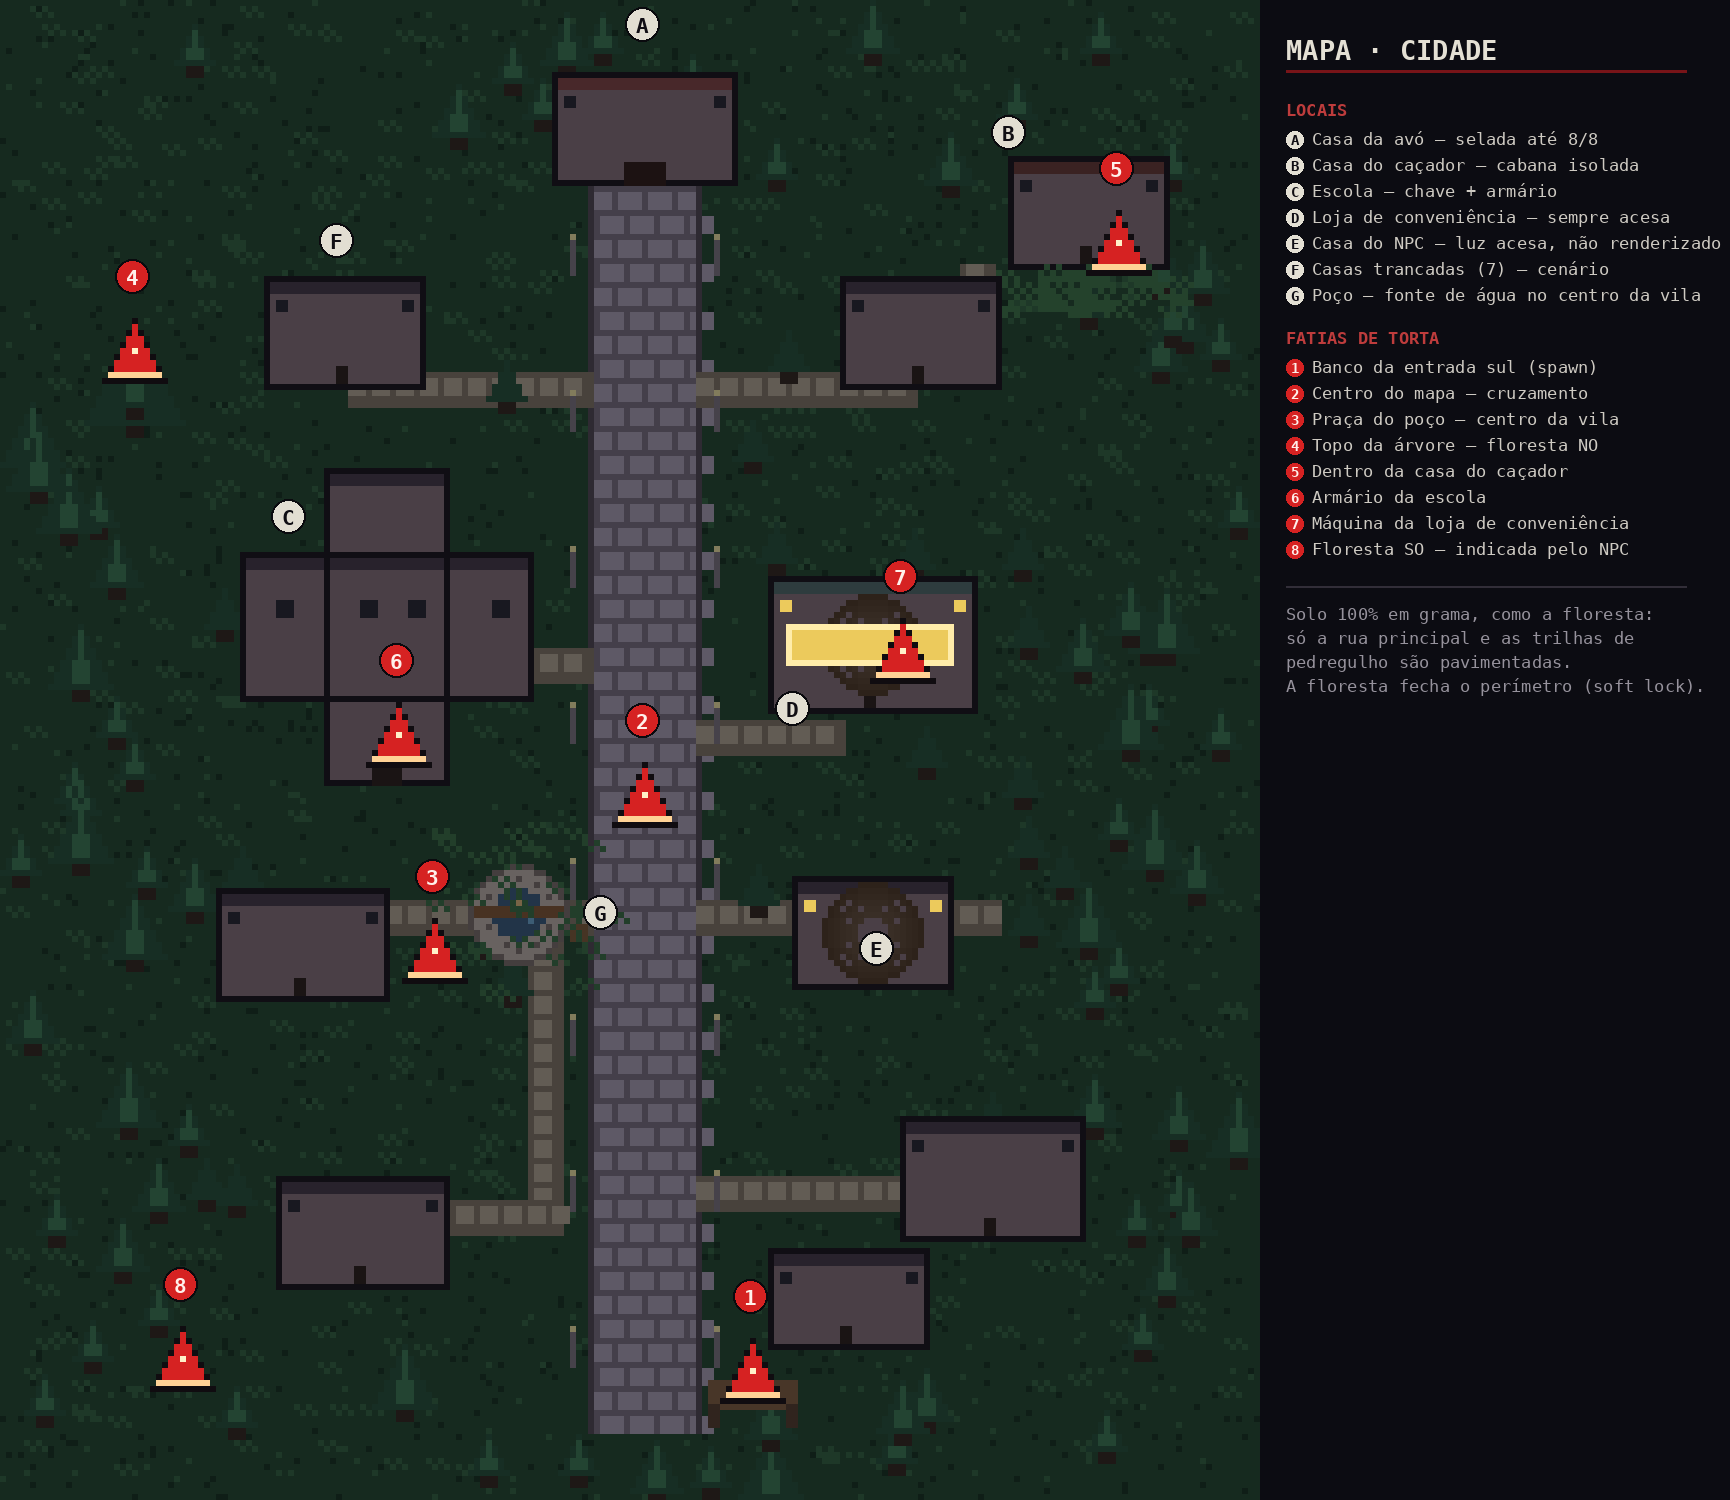 MAPA · CIDADE
LOCAIS
A Casa da avó — selada até 8/8
B Casa do caçador — cabana isolada
C Escola — chave + armário
D Loja de conveniência — sempre acesa
E Casa do NPC — luz acesa, não renderizado
F Casas trancadas (7) — cenário
G Poço — fonte de água no centro da vila
FATIAS DE TORTA
1 Banco da entrada sul (spawn)
2 Centro do mapa — cruzamento
3 Praça do poço — centro da vila
4 Topo da árvore — floresta NO
5 Dentro da casa do caçador
6 Armário da escola
7 Máquina da loja de conveniência
8 Floresta SO — indicada pelo NPC
Solo 100% em grama, como a floresta:
só a rua principal e as trilhas de
pedregulho são pavimentadas.
A floresta fecha o perímetro (soft lock).
A
B
5
F
4
C
7
6
D
2
3
G
E
8
1